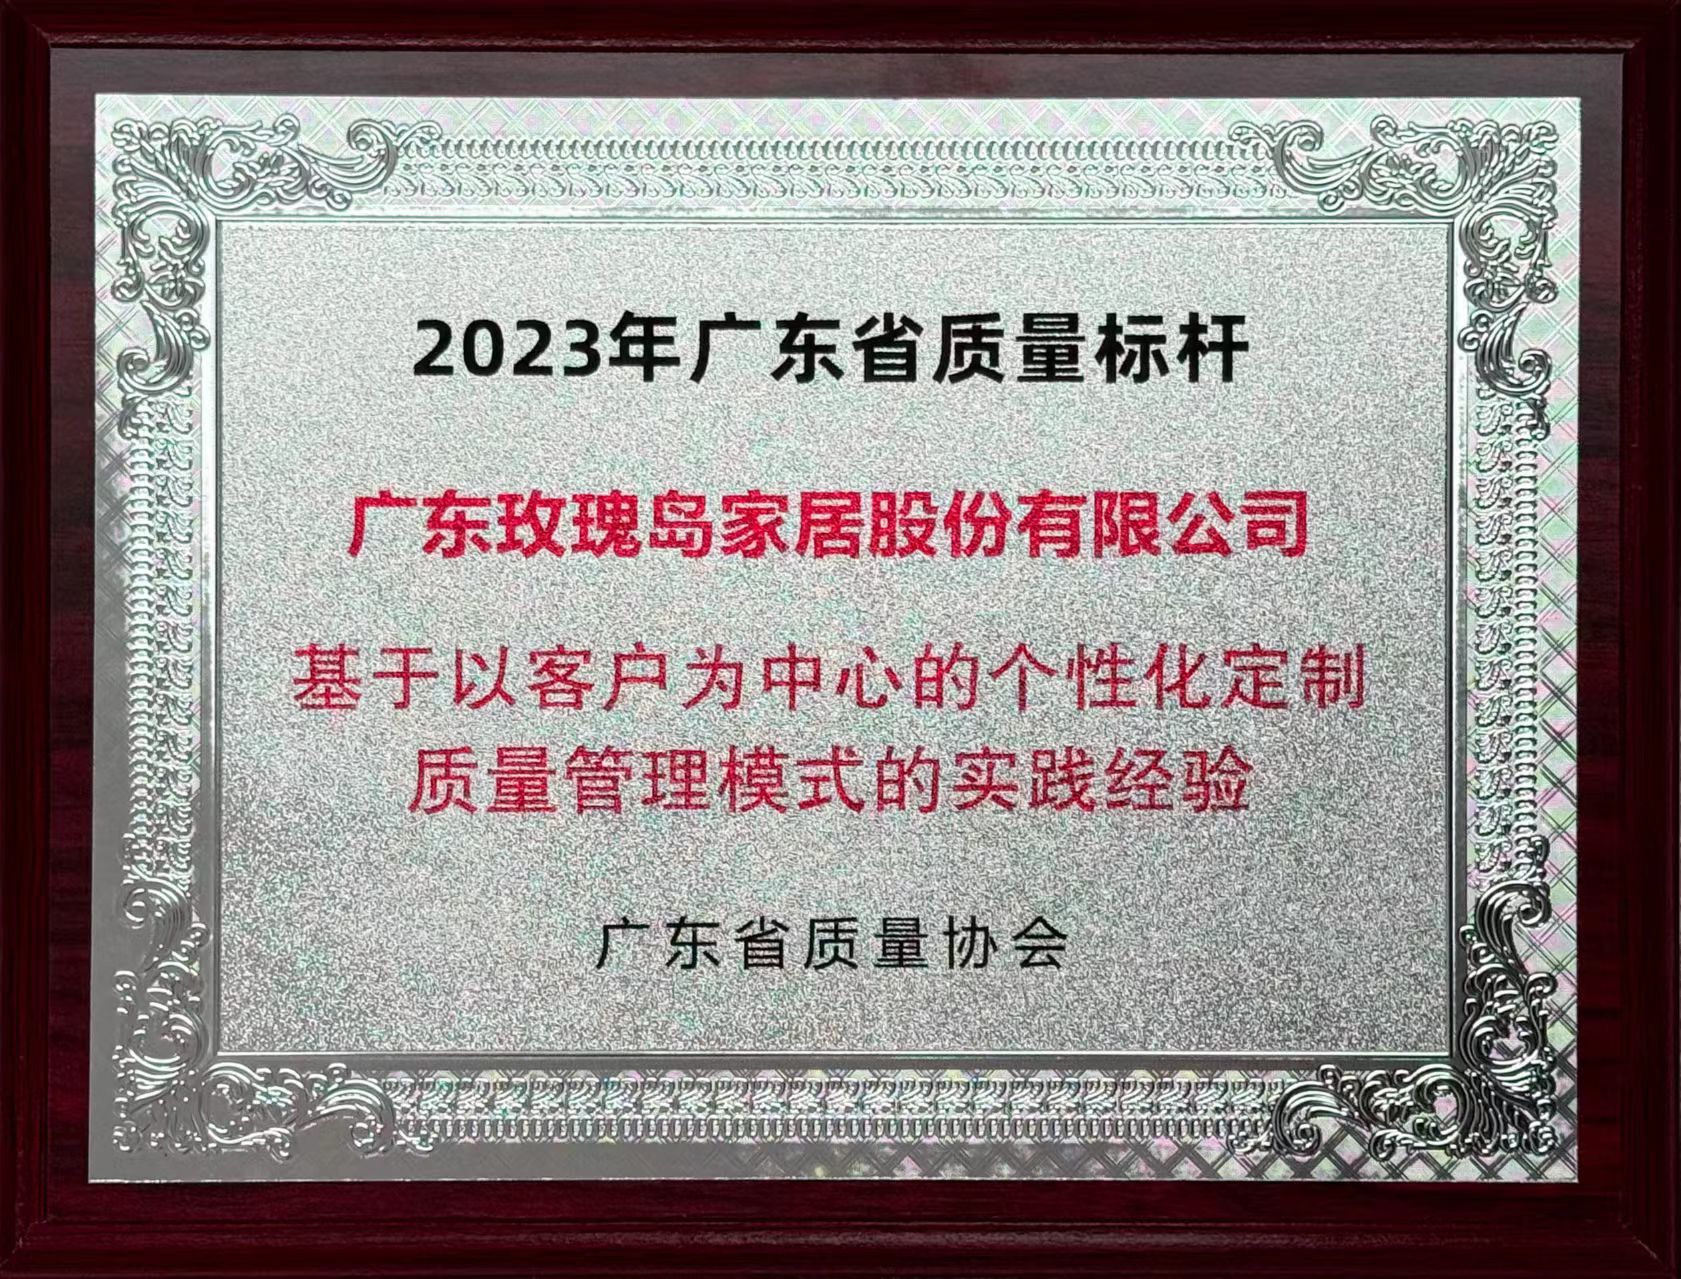 2023年广东省质量标杆
广东玫瑰岛家居股份有限公司
基于以客户为中心的个性化定制
质量管理模式的实践经验
广东省质量协会